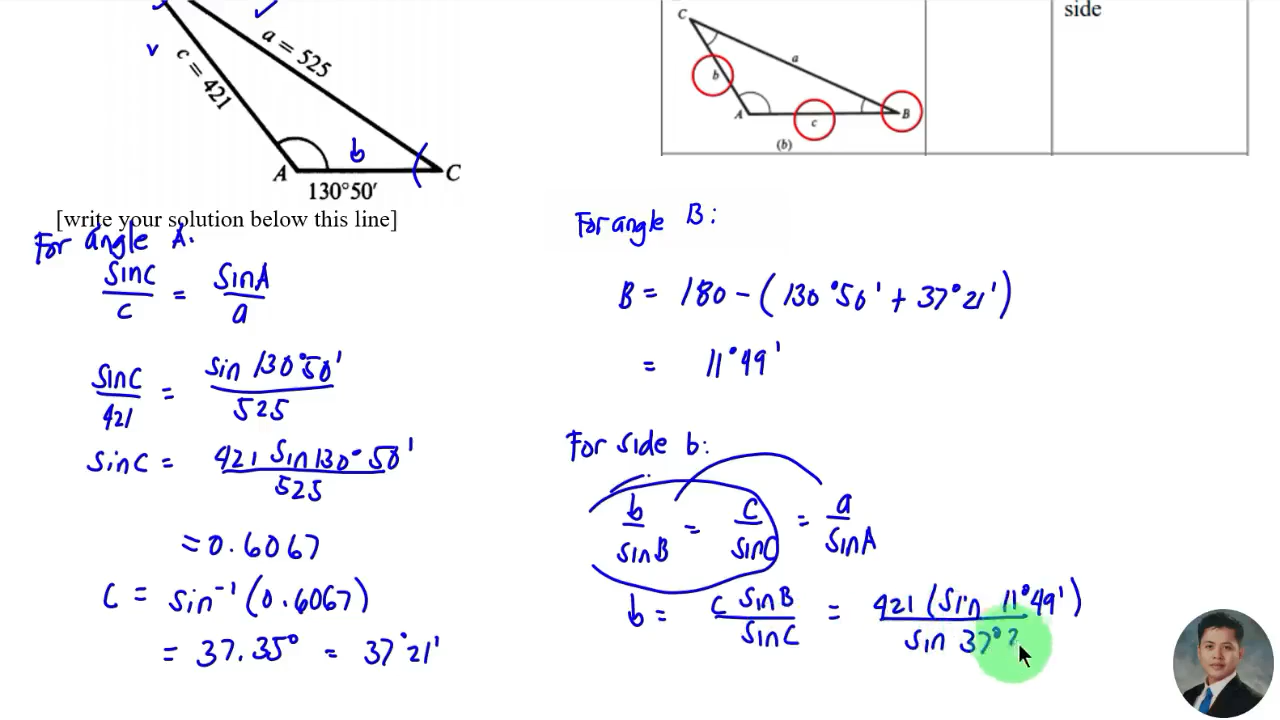 c = 421
a = 525
b
A
C
130°50′
[write your solution below this line]
For angle A.
sinC/c = sinA/a
sinC/421 = sin 130°50'/525
sinC = 421 sin130°50'/525
= 0.6067
C = sin⁻¹(0.6067)
= 37.35° = 37°21'
side
C
a
b
A
c
B
(b)
For angle B:
B = 180 - (130°50' + 37°21')
= 11°49'
For side b:
b/sinB = c/sinC = a/sinA
b = c sinB/sinC = 421 (sin 11°49')/sin 37°2